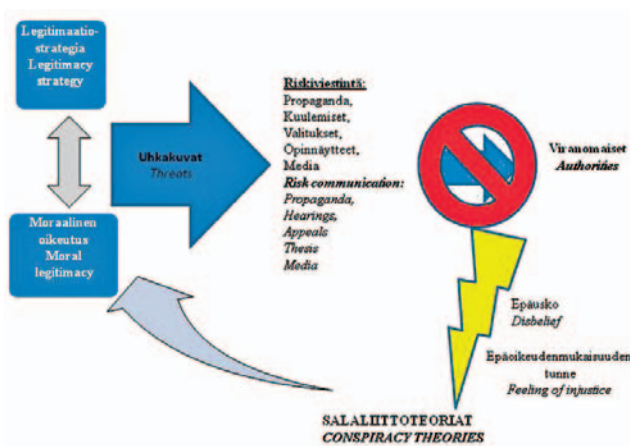 Legitimaatio-
strategia
Legitimacy
strategy
Moraalinen
oikeutus
Moral
legitimacy
Uhkakuvat
Threats
Riskiviestintä:
Propaganda,
Kuulemiset,
Valitukset,
Opinnäytteet,
Media
Risk communication:
Propaganda,
Hearings,
Appeals
Thesis
Media
Viranomaiset
Authorities
Epäusko
Disbelief
Epäoikeudenmukaisuuden
tunne
Feeling of injustice
SALALIITTOTEORIAT
CONSPIRACY THEORIES